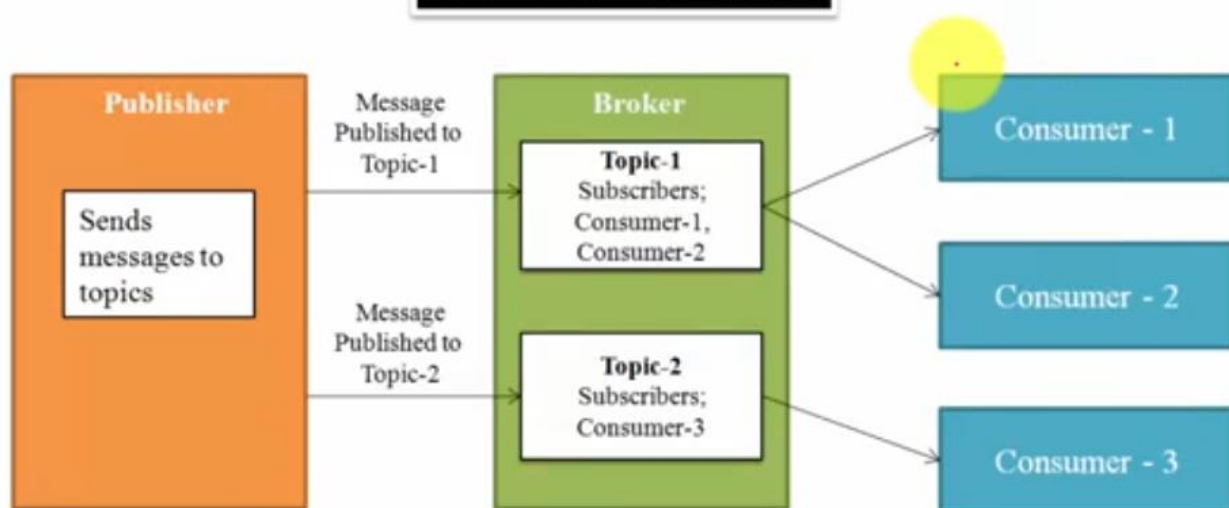 Publisher
Sends
messages to
topics
Message
Published to
Topic-1
Message
Published to
Topic-2
Broker
Topic-1
Subscribers;
Consumer-1,
Consumer-2
Topic-2
Subscribers;
Consumer-3
Consumer - 1
Consumer - 2
Consumer - 3